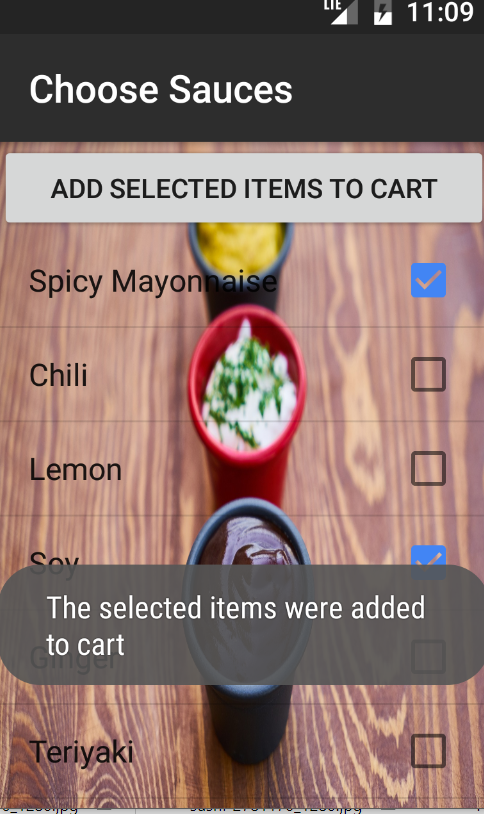 LTE 11:09
Choose Sauces
ADD SELECTED ITEMS TO CART
Spicy Mayonnaise
Chili
Lemon
Soy
The selected items were added
to cart
Ginger
Teriyaki